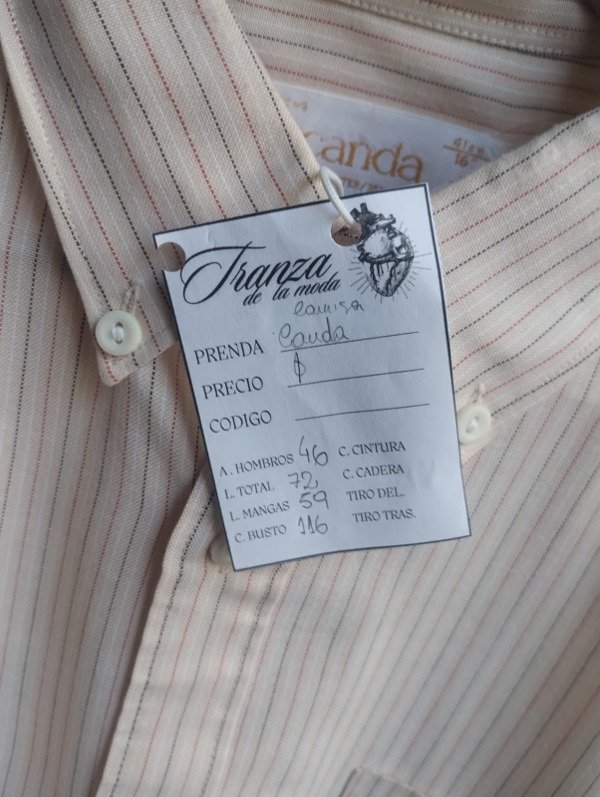 canda
16
Tranza
de la moda
camisa
PRENDA Canda
PRECIO $
CODIGO
A. HOMBROS 46 C. CINTURA
L. TOTAL 72 C. CADERA
L. MANGAS 59 TIRO DEL.
C. BUSTO 116 TIRO TRAS.